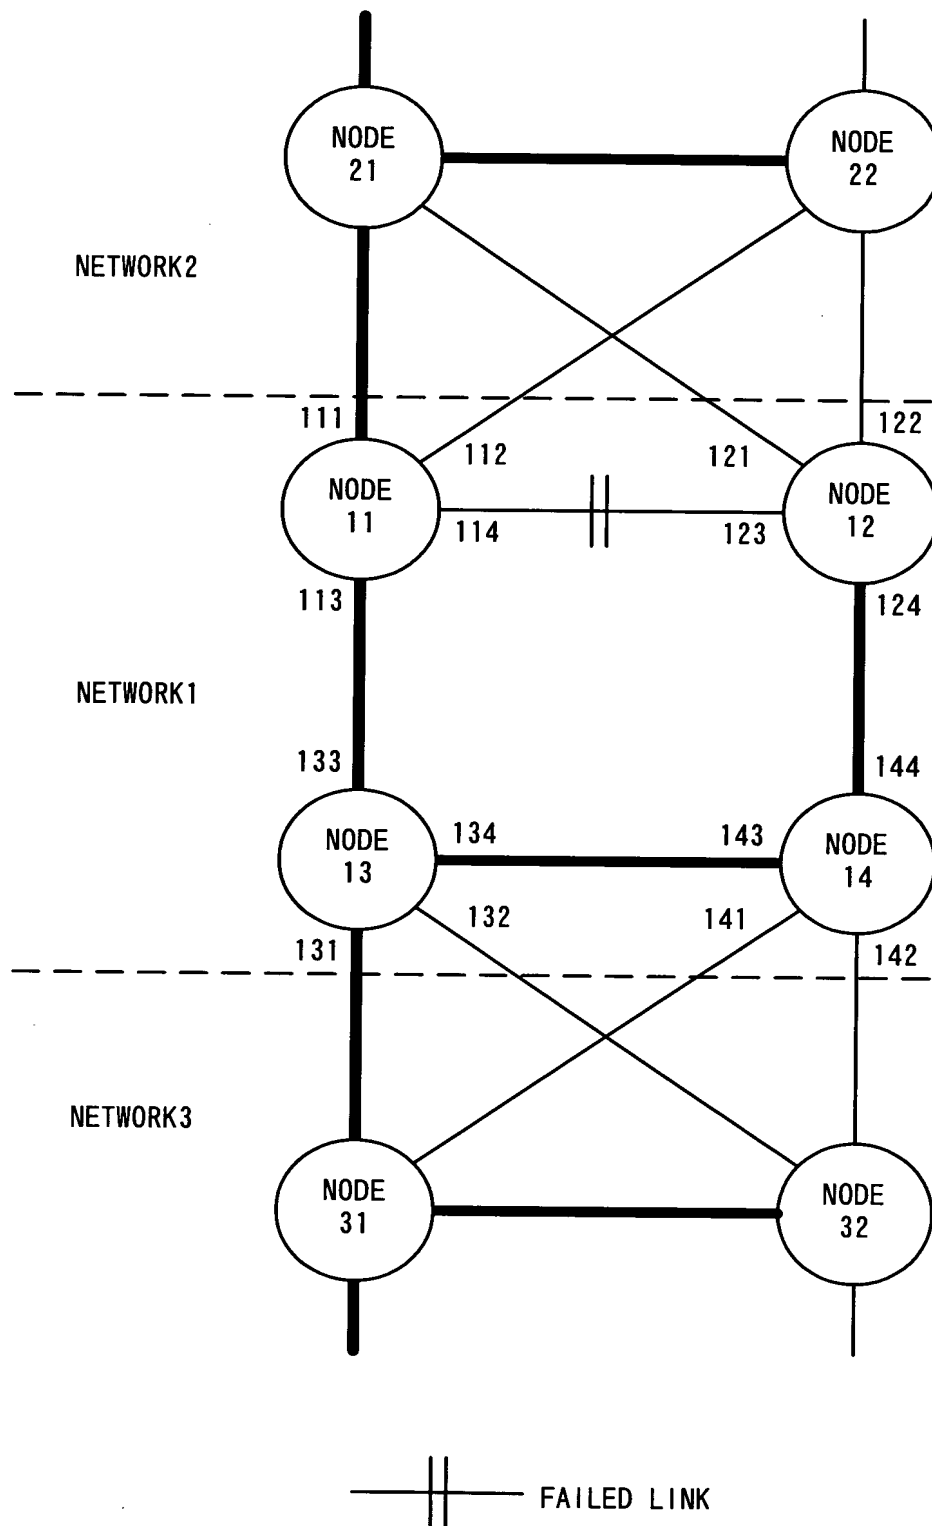 NODE
21
NODE
22
NETWORK2
111
112
121
122
NODE
11
NODE
12
114
123
113
124
NETWORK1
133
144
NODE
13
134
143
NODE
14
132
141
131
142
NETWORK3
NODE
31
NODE
32
FAILED LINK